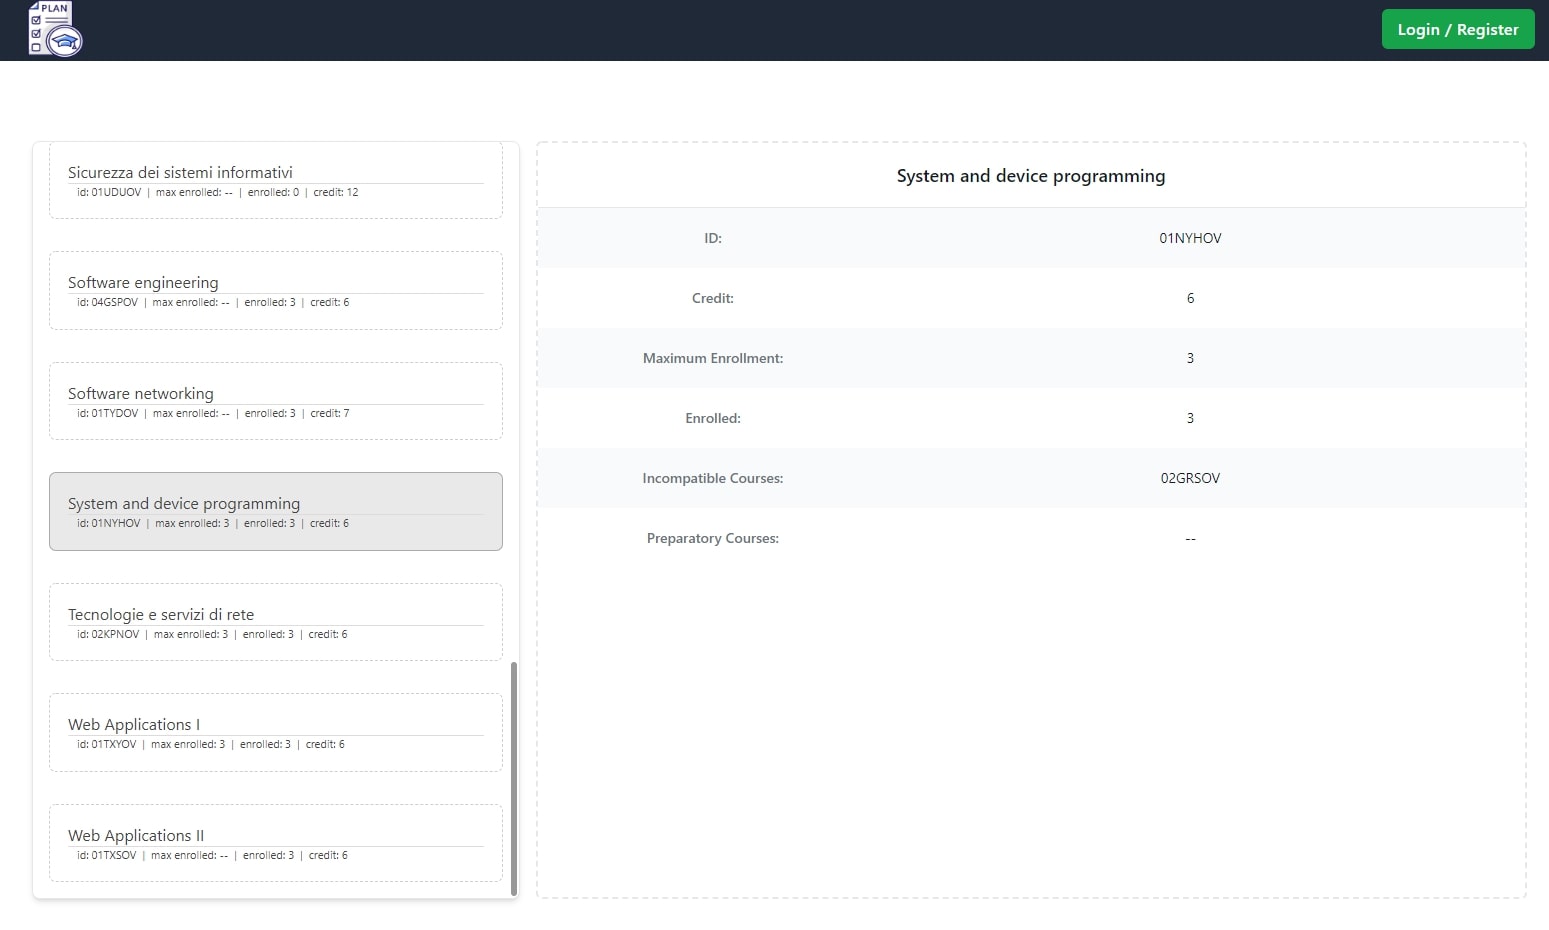 PLAN
Login / Register
Sicurezza dei sistemi informativi
id: 01UDUOV | max enrolled: -- | enrolled: 0 | credit: 12
Software engineering
id: 04GSPOV | max enrolled: -- | enrolled: 3 | credit: 6
Software networking
id: 01TYDOV | max enrolled: -- | enrolled: 3 | credit: 7
System and device programming
id: 01NYHOV | max enrolled: 3 | enrolled: 3 | credit: 6
Tecnologie e servizi di rete
id: 02KPNOV | max enrolled: 3 | enrolled: 3 | credit: 6
Web Applications I
id: 01TXYOV | max enrolled: 3 | enrolled: 3 | credit: 6
Web Applications II
id: 01TXSOV | max enrolled: -- | enrolled: 3 | credit: 6
System and device programming
ID: 01NYHOV
Credit: 6
Maximum Enrollment: 3
Enrolled: 3
Incompatible Courses: 02GRSOV
Preparatory Courses: --